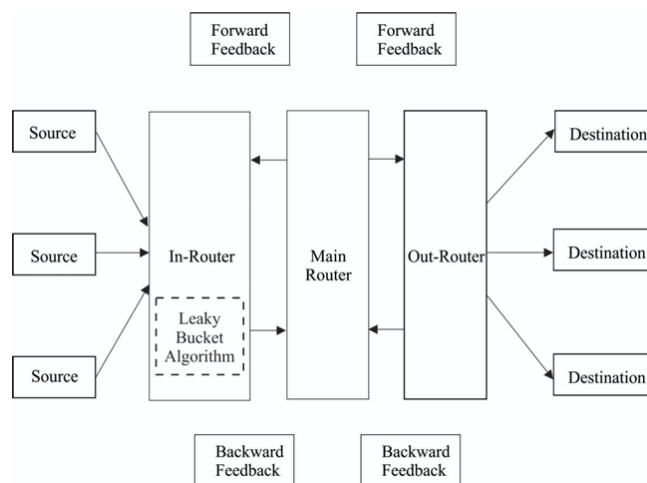 Forward
Feedback
Forward
Feedback
Source
Destination
Source
In-Router
Main
Router
Out-Router
Destination
Leaky
Bucket
Algorithm
Source
Destination
Backward
Feedback
Backward
Feedback